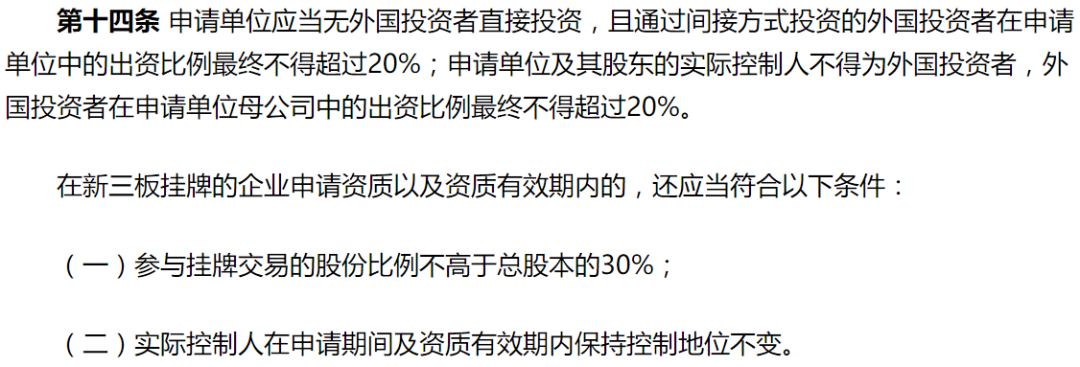 第十四条 申请单位应当无外国投资者直接投资，且通过间接方式投资的外国投资者在申请
单位中的出资比例最终不得超过20%；申请单位及其股东的实际控制人不得为外国投资者，外
国投资者在申请单位母公司中的出资比例最终不得超过20%。
在新三板挂牌的企业申请资质以及资质有效期内的，还应当符合以下条件：
（一）参与挂牌交易的股份比例不高于总股本的30%；
（二）实际控制人在申请期间及资质有效期内保持控制地位不变。